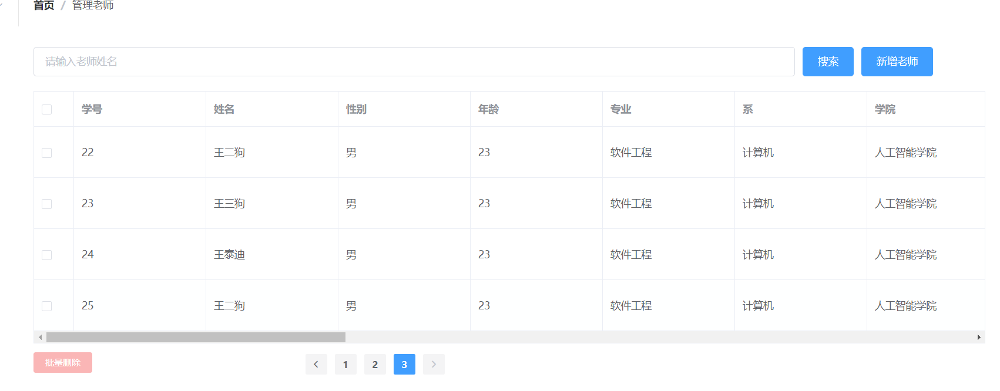 首页 / 管理老师
请输入老师姓名 搜索 新增老师
学号 姓名 性别 年龄 专业 系 学院
22 王二狗 男 23 软件工程 计算机 人工智能学院
23 王三狗 男 23 软件工程 计算机 人工智能学院
24 王泰迪 男 23 软件工程 计算机 人工智能学院
25 王二狗 男 23 软件工程 计算机 人工智能学院
批量删除 1 2 3